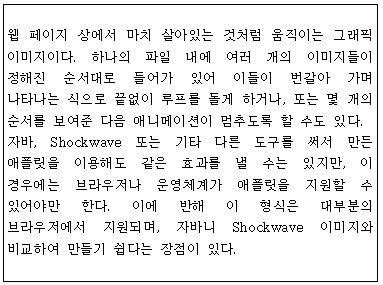 웹 페이지 상에서 마치 살아있는 것처럼 움직이는 그래픽
이미지이다. 하나의 파일 내에 여러 개의 이미지들이
정해진 순서대로 들어가 있어 이들이 번갈아 가며
나타나는 식으로 끝없이 루프를 돌게 하거나, 또는 몇 개의
순서를 보여준 다음 애니메이션이 멈추도록 할 수도 있다.
자바, Shockwave 또는 기타 다른 도구를 써서 만든
애플릿을 이용해도 같은 효과를 낼 수는 있지만, 이
경우에는 브라우저나 운영체계가 애플릿을 지원할 수
있어야만 한다. 이에 반해 이 형식은 대부분의
브라우저에서 지원되며, 자바니 Shockwave 이미지와
비교하여 만들기 쉽다는 장점이 있다.